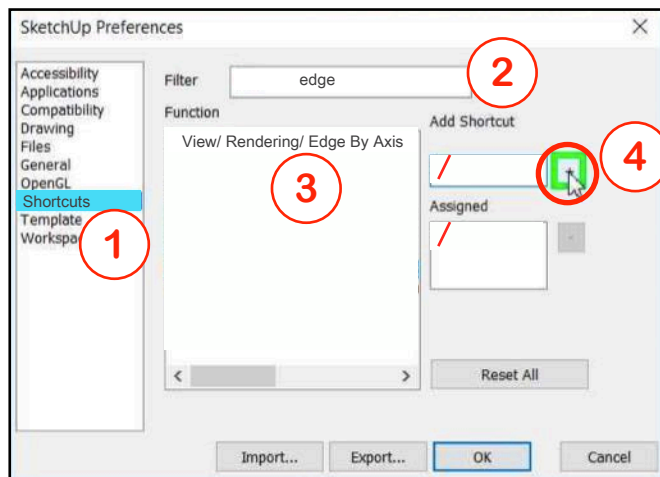 SketchUp Preferences
Accessibility
Applications
Compatibility
Drawing
Files
General
OpenGL
Shortcuts
Template
Workspa
1
Filter
edge
2
Function
View/ Rendering/ Edge By Axis
3
Add Shortcut
/
+
4
Assigned
/
-
Reset All
Import...
Export...
OK
Cancel